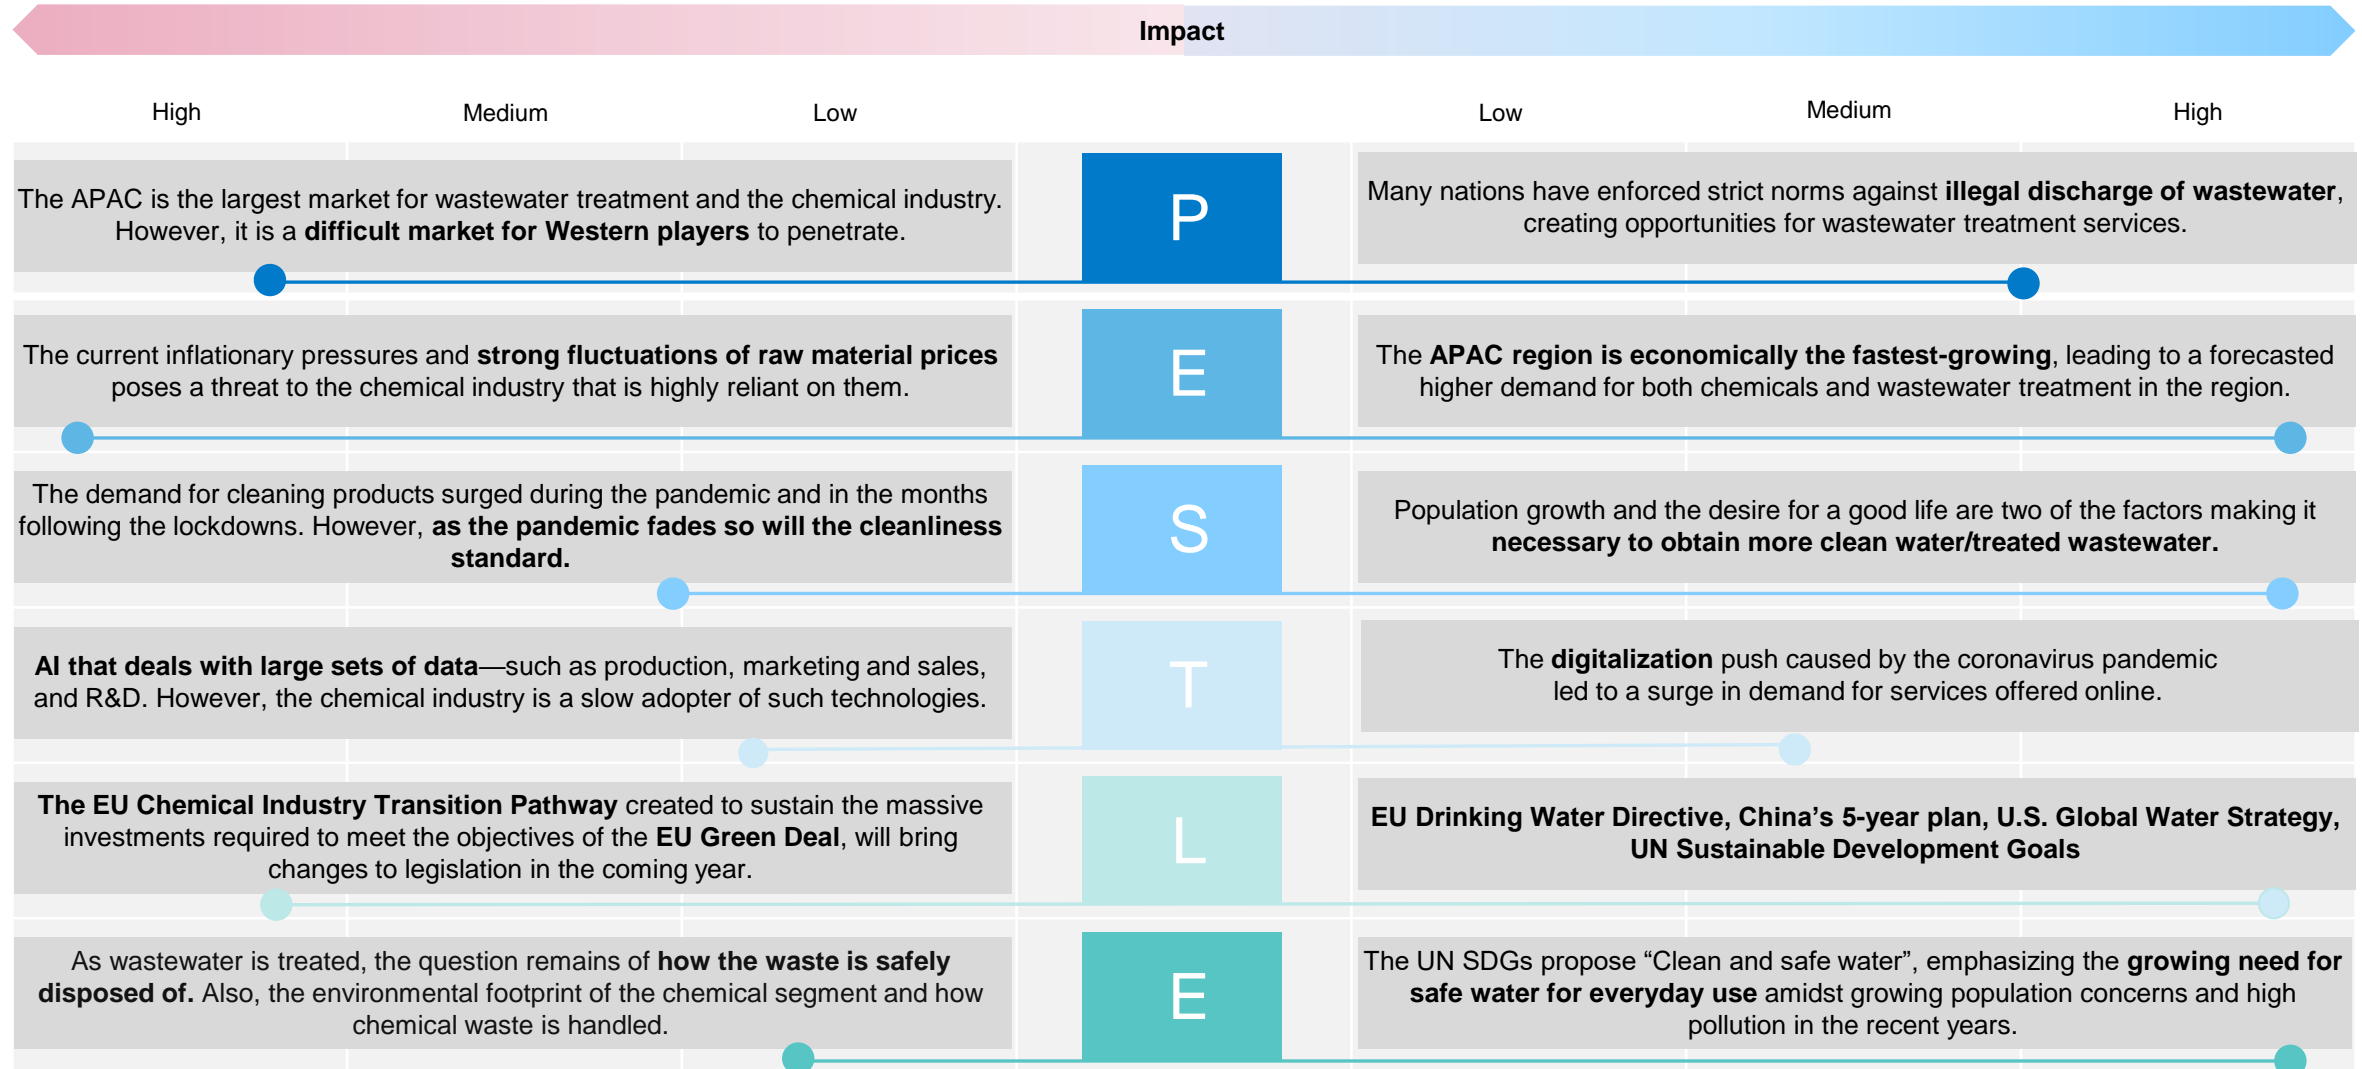 Impact
High Medium Low Low Medium High
The APAC is the largest market for wastewater treatment and the chemical industry.
However, it is a difficult market for Western players to penetrate.
P
Many nations have enforced strict norms against illegal discharge of wastewater,
creating opportunities for wastewater treatment services.
The current inflationary pressures and strong fluctuations of raw material prices
poses a threat to the chemical industry that is highly reliant on them.
E
The APAC region is economically the fastest-growing, leading to a forecasted
higher demand for both chemicals and wastewater treatment in the region.
The demand for cleaning products surged during the pandemic and in the months
following the lockdowns. However, as the pandemic fades so will the cleanliness
standard.
S
Population growth and the desire for a good life are two of the factors making it
necessary to obtain more clean water/treated wastewater.
AI that deals with large sets of data—such as production, marketing and sales,
and R&D. However, the chemical industry is a slow adopter of such technologies.
T
The digitalization push caused by the coronavirus pandemic
led to a surge in demand for services offered online.
The EU Chemical Industry Transition Pathway created to sustain the massive
investments required to meet the objectives of the EU Green Deal, will bring
changes to legislation in the coming year.
L
EU Drinking Water Directive, China’s 5-year plan, U.S. Global Water Strategy,
UN Sustainable Development Goals
As wastewater is treated, the question remains of how the waste is safely
disposed of. Also, the environmental footprint of the chemical segment and how
chemical waste is handled.
E
The UN SDGs propose “Clean and safe water”, emphasizing the growing need for
safe water for everyday use amidst growing population concerns and high
pollution in the recent years.